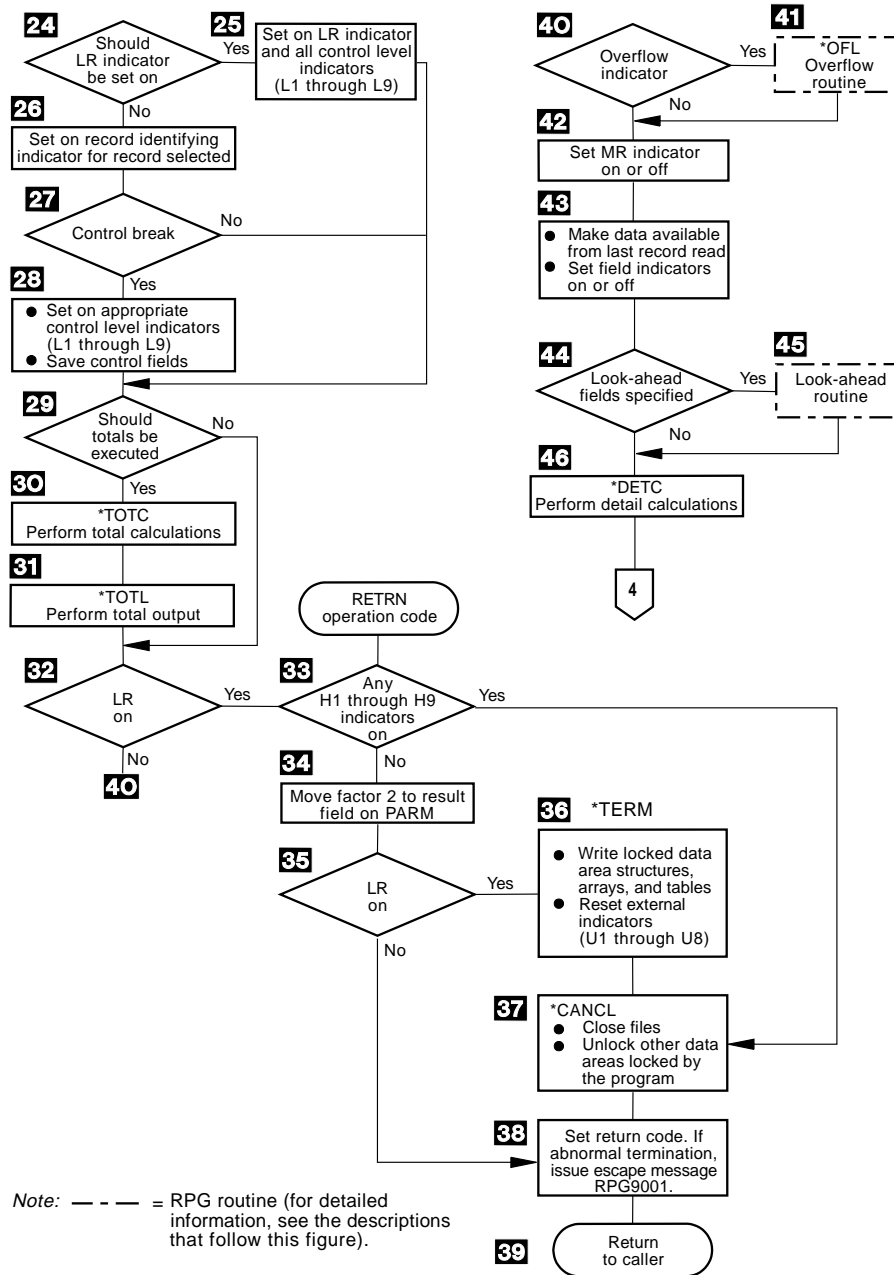 24
Should
LR indicator
be set on
Yes
No
25
Set on LR indicator
and all control level
indicators
(L1 through L9)
26
Set on record identifying
indicator for record selected
27
Control break
No
Yes
28
● Set on appropriate
control level indicators
(L1 through L9)
● Save control fields
29
Should
totals be
executed
No
Yes
30
*TOTC
Perform total calculations
31
*TOTL
Perform total output
32
LR
on
Yes
No
40
RETRN
operation code
33
Any
H1 through H9
indicators
on
Yes
No
34
Move factor 2 to result
field on PARM
35
LR
on
Yes
No
36 *TERM
● Write locked data
area structures,
arrays, and tables
● Reset external
indicators
(U1 through U8)
37
*CANCL
● Close files
● Unlock other data
areas locked by
the program
38
Set return code. If
abnormal termination,
issue escape message
RPG9001.
39
Return
to caller
40
Overflow
indicator
Yes
No
41
*OFL
Overflow
routine
42
Set MR indicator
on or off
43
● Make data available
from last record read
● Set field indicators
on or off
44
Look-ahead
fields specified
Yes
No
45
Look-ahead
routine
46
*DETC
Perform detail calculations
4
Note: — - — = RPG routine (for detailed
information, see the descriptions
that follow this figure).